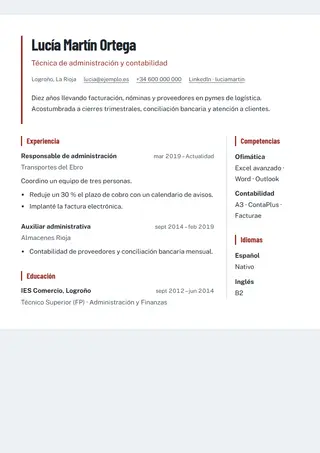 Lucía Martín Ortega
Técnica de administración y contabilidad
Logroño, La Rioja lucia@ejemplo.es +34 600 000 000 LinkedIn · luciamartin
Diez años llevando facturación, nóminas y proveedores en pymes de logística.
Acostumbrada a cierres trimestrales, conciliación bancaria y atención a clientes.
Experiencia
Responsable de administración mar 2019 – Actualidad
Transportes del Ebro
Coordino un equipo de tres personas.
• Reduje un 30 % el plazo de cobro con un calendario de avisos.
• Implanté la factura electrónica.
Auxiliar administrativa sept 2014 – feb 2019
Almacenes Rioja
• Contabilidad de proveedores y conciliación bancaria mensual.
Educación
IES Comercio, Logroño sept 2012 – jun 2014
Técnico Superior (FP) · Administración y Finanzas
Competencias
Ofimática
Excel avanzado ·
Word · Outlook
Contabilidad
A3 · ContaPlus ·
Facturae
Idiomas
Español
Nativo
Inglés
B2